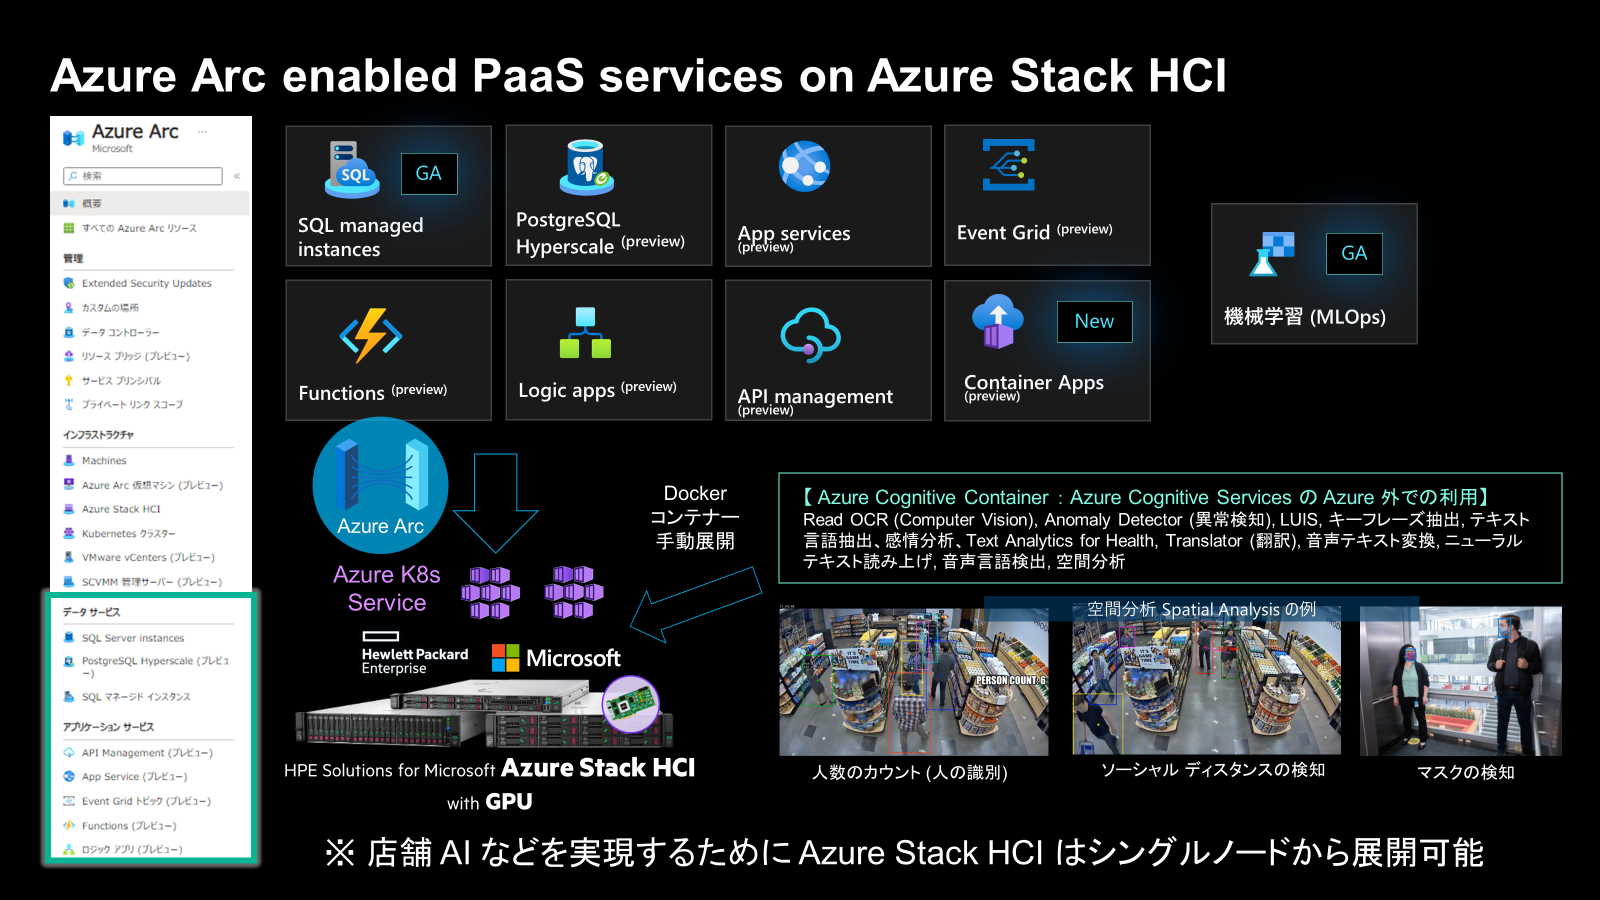 Azure Arc enabled PaaS services on Azure Stack HCI
Azure Arc
...
Microsoft
検索
«
概要
すべての Azure Arc リソース
管理
Extended Security Updates
カスタムの場所
データ コントローラー
リソース ブリッジ (プレビュー)
サービス プリンシパル
プライベート リンク スコープ
インフラストラクチャ
Machines
Azure Arc 仮想マシン (プレビュー)
Azure Stack HCI
Kubernetes クラスター
VMware vCenters (プレビュー)
SCVMM 管理サーバー (プレビュー)
データ サービス
SQL Server instances
PostgreSQL Hyperscale (プレビュ
ー)
SQL マネージド インスタンス
アプリケーション サービス
API Management (プレビュー)
App Service (プレビュー)
Event Grid トピック (プレビュー)
Functions (プレビュー)
ロジック アプリ (プレビュー)
SQL
GA
SQL managed
instances
PostgreSQL
Hyperscale (preview)
App services
(preview)
Event Grid (preview)
GA
機械学習 (MLOps)
Functions (preview)
Logic apps (preview)
API management
(preview)
New
Container Apps
(preview)
Azure Arc
Azure K8s
Service
Docker
コンテナー
手動展開
【 Azure Cognitive Container : Azure Cognitive Services の Azure 外での利用】
Read OCR (Computer Vision), Anomaly Detector (異常検知), LUIS, キーフレーズ抽出, テキスト
言語抽出、感情分析、Text Analytics for Health, Translator (翻訳), 音声テキスト変換, ニューラル
テキスト読み上げ, 音声言語検出, 空間分析
空間分析 Spatial Analysis の例
IT'S GAME TIME
PERSON COUNT: 6
IT'S GAME TIME
人数のカウント (人の識別)
ソーシャル ディスタンスの検知
マスクの検知
Hewlett Packard
Enterprise
Microsoft
HPE Solutions for Microsoft Azure Stack HCI
with GPU
※ 店舗 AI などを実現するために Azure Stack HCI はシングルノードから展開可能